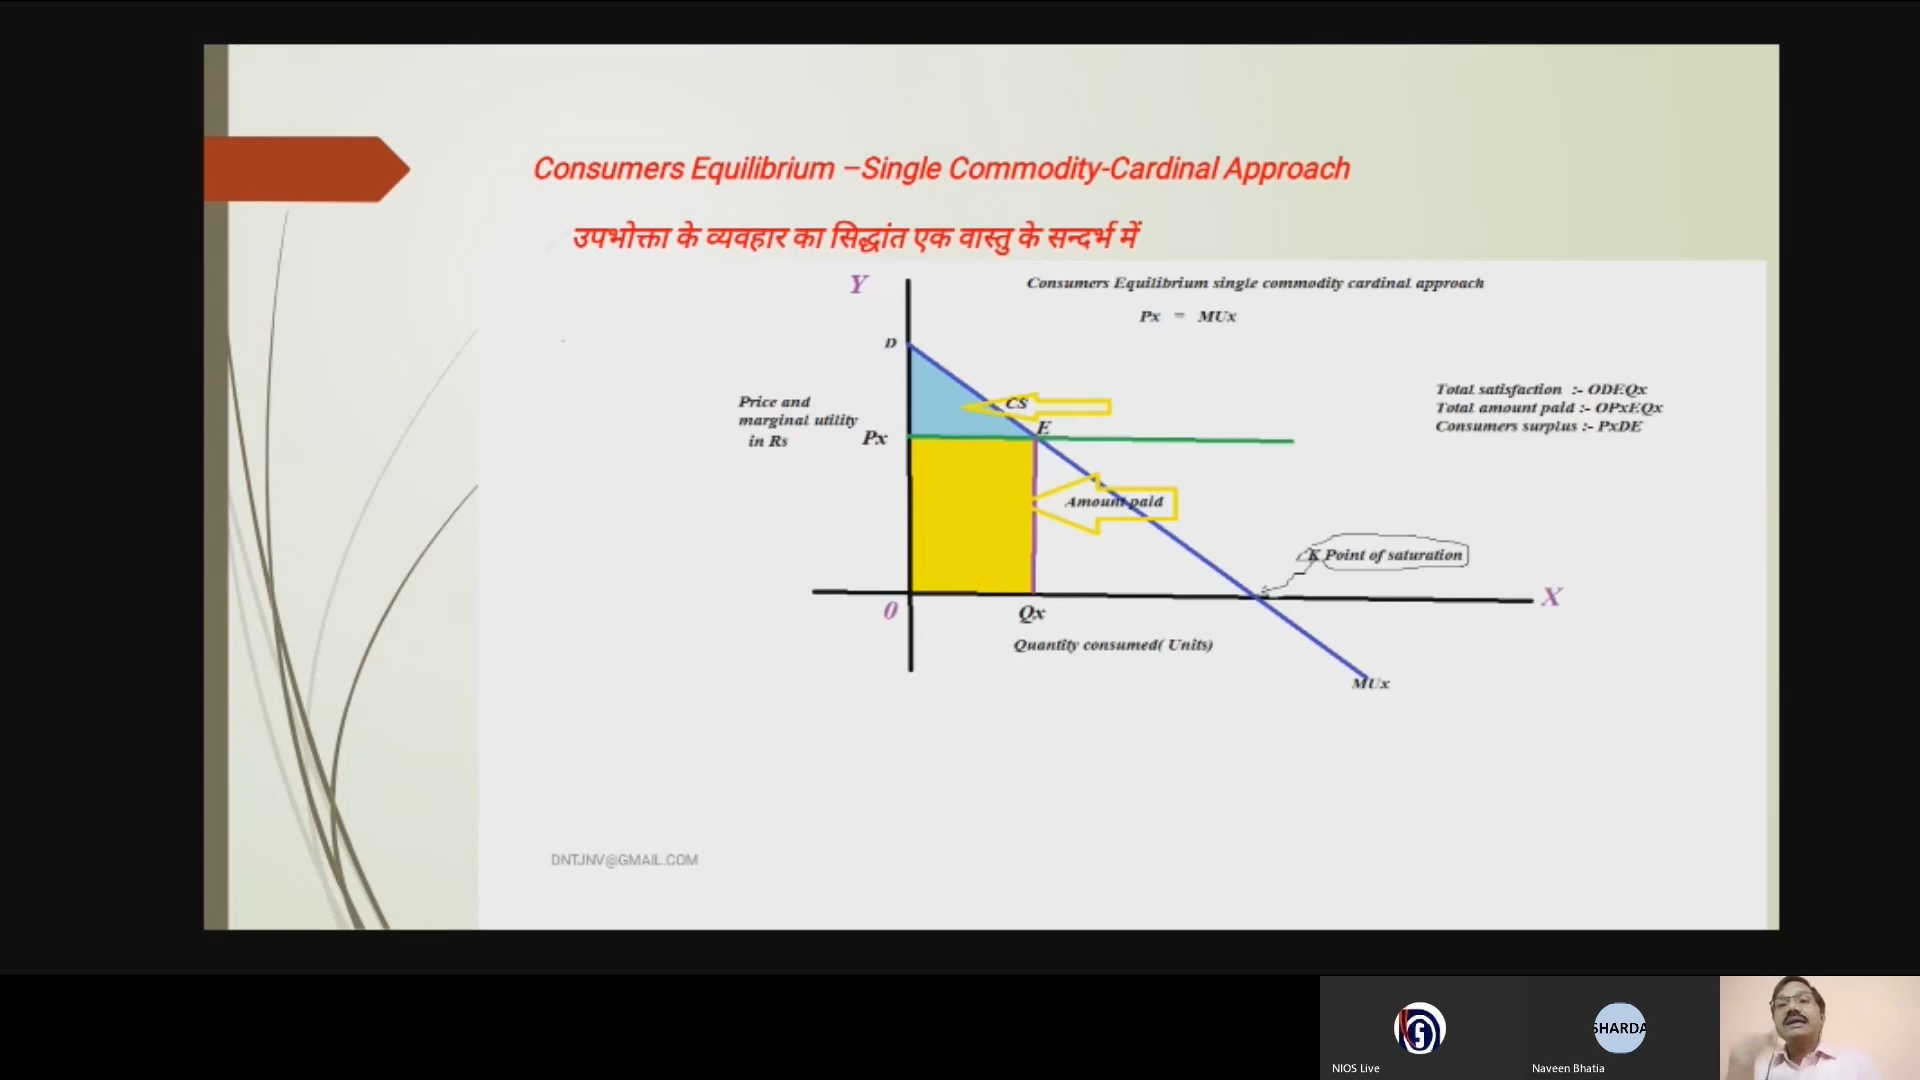 Consumers Equilibrium –Single Commodity-Cardinal Approach
उपभोक्ता के व्यवहार का सिद्धांत एक वास्तु के सन्दर्भ में
Y
Consumers Equilibrium single commodity cardinal approach
Px = MUx
D
Total satisfaction :- ODEQx
Total amount paid :- OPxEQx
Consumers surplus :- PxDE
Price and
marginal utility
in Rs
CS
E
Px
Amount paid
K Point of saturation
0
Qx
X
Quantity consumed( Units)
MUx
DNTJNV@GMAIL.COM
SHARDA
NIOS Live
Naveen Bhatia